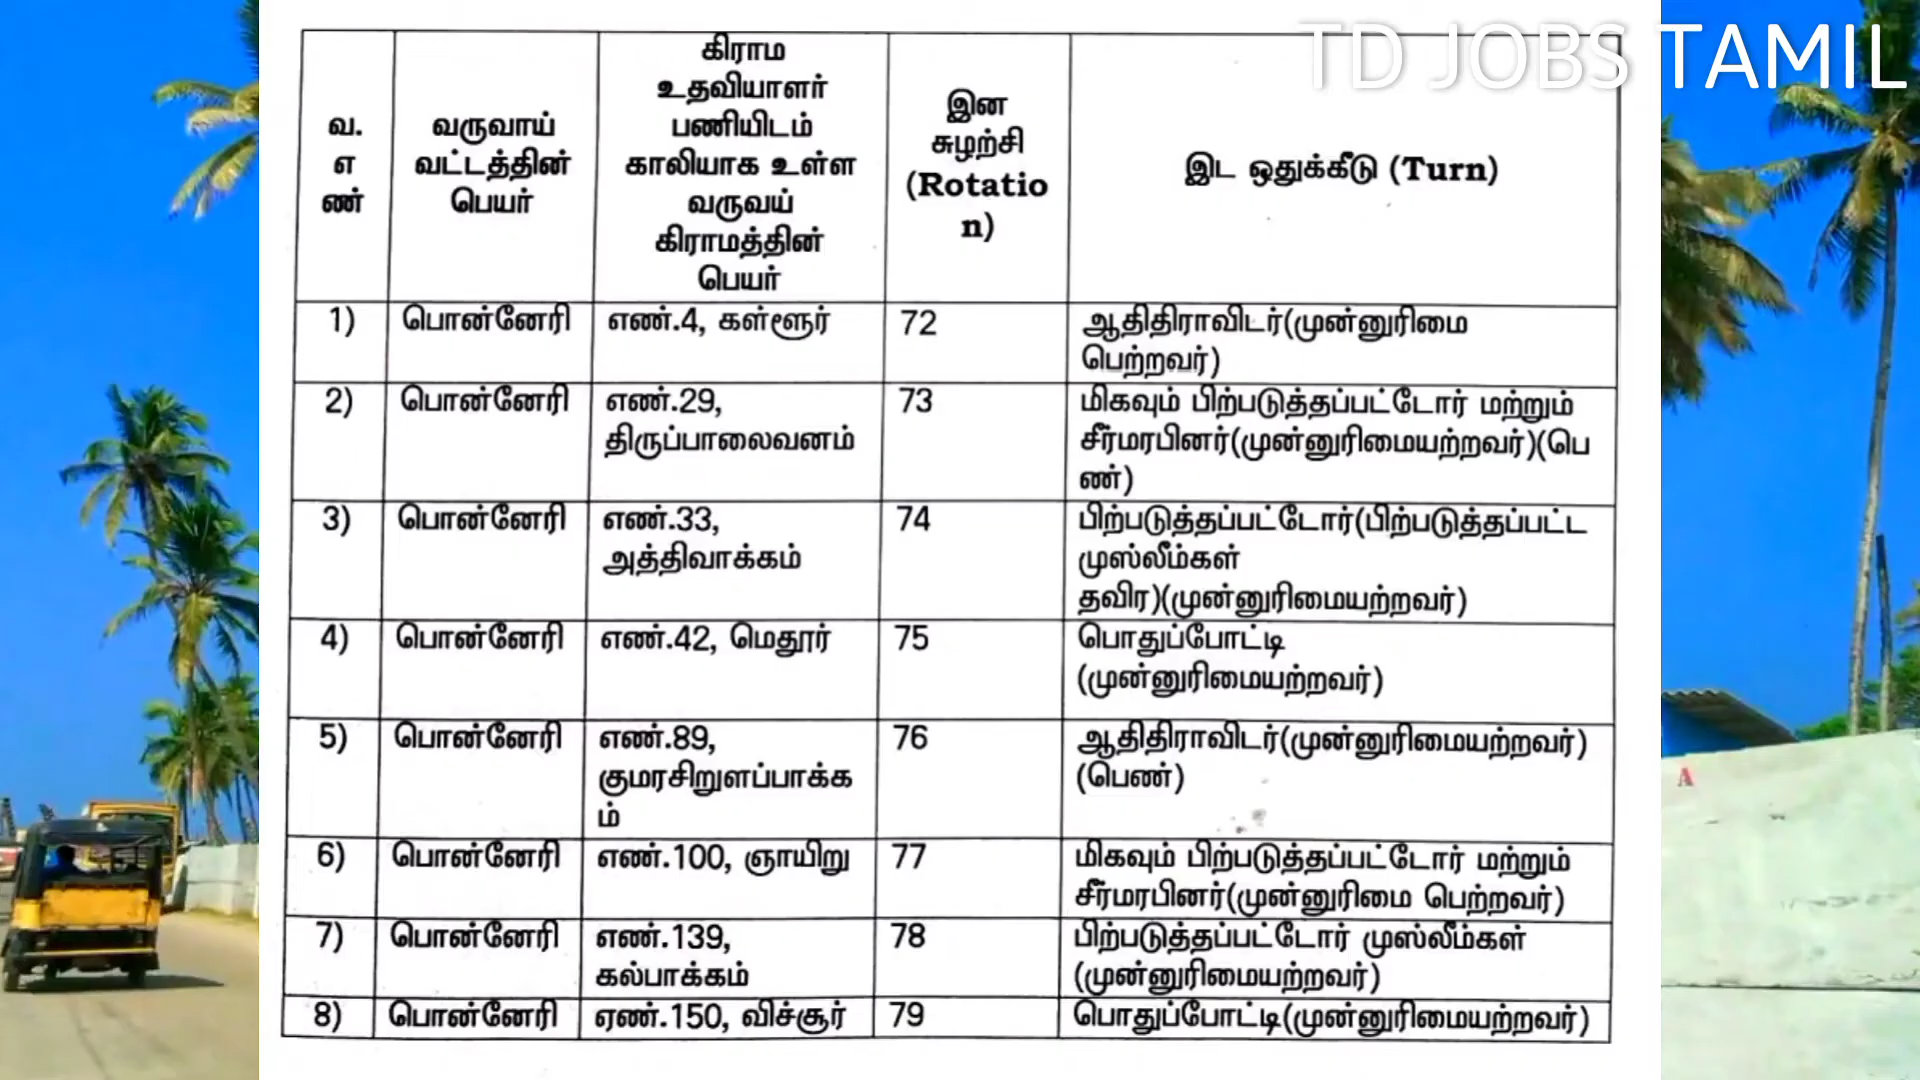 TD JOBS TAMIL
வ.
எ
ண்
வருவாய்
வட்டத்தின்
பெயர்
கிராம
உதவியாளர்
பணியிடம்
காலியாக உள்ள
வருவய்
கிராமத்தின்
பெயர்
இன
சுழற்சி
(Rotatio
n)
இட ஒதுக்கீடு (Turn)
1) பொன்னேரி எண்.4, கள்ளூர் 72 ஆதிதிராவிடர்(முன்னுரிமை
பெற்றவர்)
2) பொன்னேரி எண்.29, 73 மிகவும் பிற்படுத்தப்பட்டோர் மற்றும்
திருப்பாலைவனம் சீர்மரபினர்(முன்னுரிமையற்றவர்)(பெ
ண்)
3) பொன்னேரி எண்.33, 74 பிற்படுத்தப்பட்டோர்(பிற்படுத்தப்பட்ட
அத்திவாக்கம் முஸ்லீம்கள்
தவிர)(முன்னுரிமையற்றவர்)
4) பொன்னேரி எண்.42, மெதூர் 75 பொதுப்போட்டி
(முன்னுரிமையற்றவர்)
5) பொன்னேரி எண்.89, 76 ஆதிதிராவிடர்(முன்னுரிமையற்றவர்)
குமரசிறுளப்பாக்க (பெண்)
ம்
6) பொன்னேரி எண்.100, ஞாயிறு 77 மிகவும் பிற்படுத்தப்பட்டோர் மற்றும்
சீர்மரபினர்(முன்னுரிமை பெற்றவர்)
7) பொன்னேரி எண்.139, 78 பிற்படுத்தப்பட்டோர் முஸ்லீம்கள்
கல்பாக்கம் (முன்னுரிமையற்றவர்)
8) பொன்னேரி ஏண்.150, விச்சூர் 79 பொதுப்போட்டி(முன்னுரிமையற்றவர்)
A